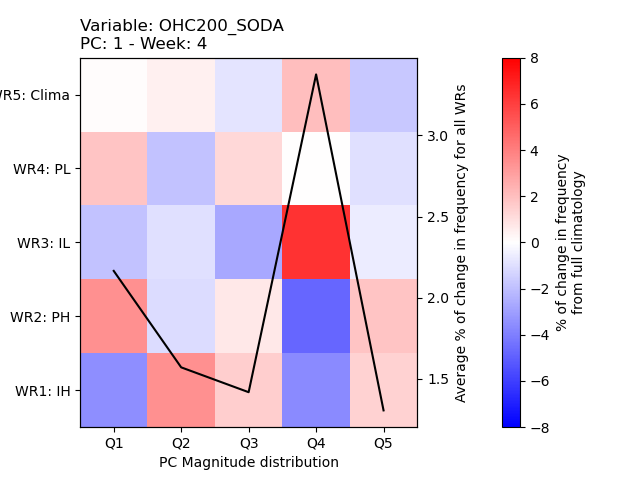 Variable: OHC200_SODA
PC: 1 - Week: 4
WR5: Clima
WR4: PL
WR3: IL
WR2: PH
WR1: IH
Q1 Q2 Q3 Q4 Q5
PC Magnitude distribution
3.0
2.5
2.0
1.5
Average % of change in frequency for all WRs
8
6
4
2
0
−2
−4
−6
−8
% of change in frequency
from full climatology